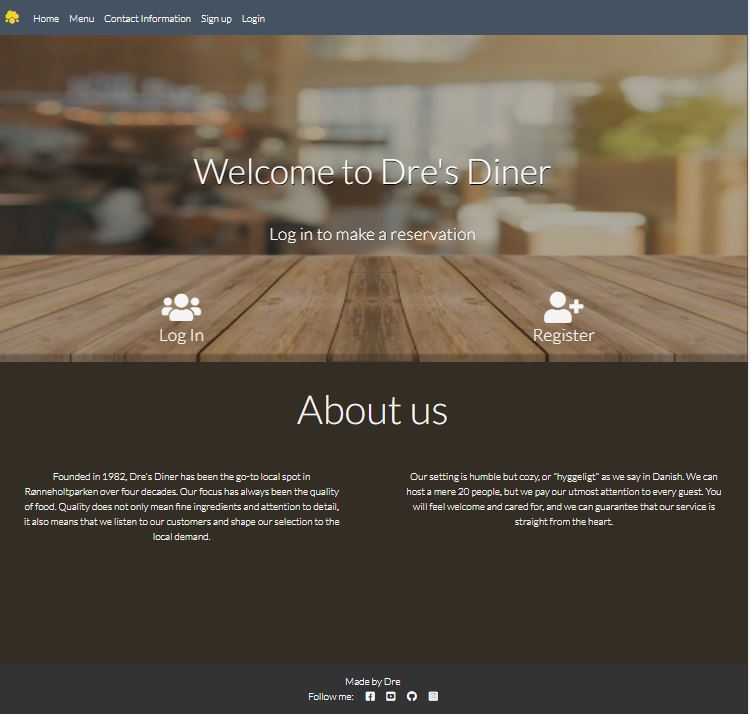 Home Menu Contact Information Sign up Login
Welcome to Dre's Diner
Log in to make a reservation
Log In
Register
About us
Founded in 1982, Dre's Diner has been the go-to local spot in
Rønneholtparken over four decades. Our focus has always been the quality
of food. Quality does not only mean fine ingredients and attention to detail,
it also means that we listen to our customers and shape our selection to the
local demand.
Our setting is humble but cozy, or "hyggeligt" as we say in Danish. We can
host a mere 20 people, but we pay our utmost attention to every guest. You
will feel welcome and cared for, and we can guarantee that our service is
straight from the heart.
Made by Dre
Follow me: